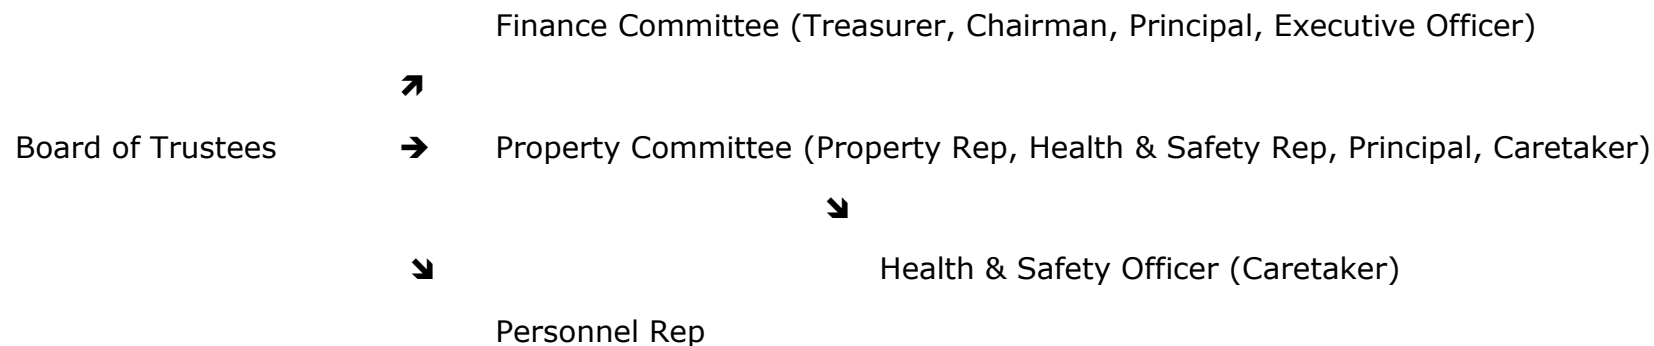 Finance Committee (Treasurer, Chairman, Principal, Executive Officer)
🡵
Board of Trustees ➔ Property Committee (Property Rep, Health & Safety Rep, Principal, Caretaker)
🡶
🡶 Health & Safety Officer (Caretaker)
Personnel Rep